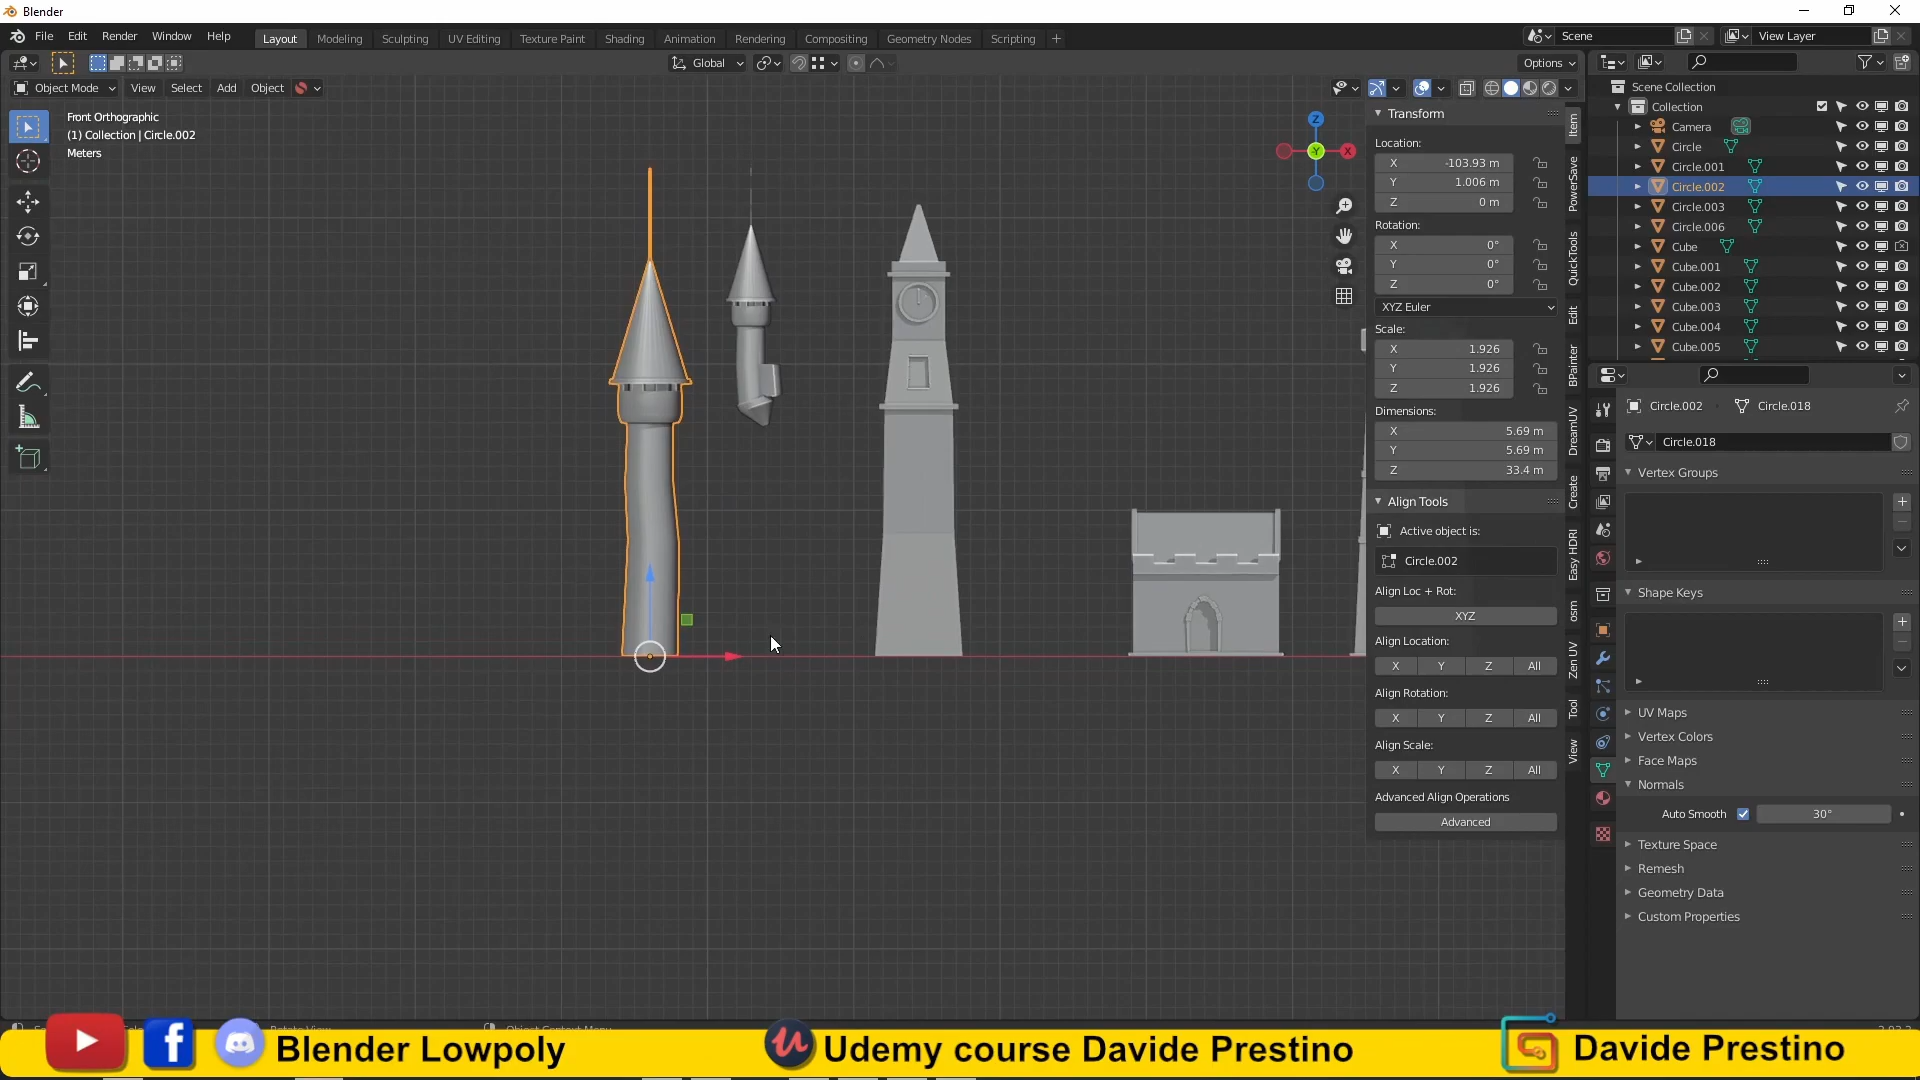 Blender
File Edit Render Window Help
Layout Modeling Sculpting UV Editing Texture Paint Shading Animation Rendering Compositing Geometry Nodes Scripting +
Scene
View Layer
Global
Options
Object Mode View Select Add Object
Front Orthographic
(1) Collection | Circle.002
Meters
Z
X
-Y
Transform
Location:
X -103.93 m
Y 1.006 m
Z 0 m
Rotation:
X 0°
Y 0°
Z 0°
XYZ Euler
Scale:
X 1.926
Y 1.926
Z 1.926
Dimensions:
X 5.69 m
Y 5.69 m
Z 33.4 m
Align Tools
Active object is:
Circle.002
Align Loc + Rot:
XYZ
Align Location:
X Y Z All
Align Rotation:
X Y Z All
Align Scale:
X Y Z All
Advanced Align Operations
Advanced
Item
PowerSave
QuickTools
Edit
BPainter
DreamUV
Create
Easy HDRI
osm
Zen UV
Tool
View
Scene Collection
Collection
Camera
Circle
Circle.001
Circle.002
Circle.003
Circle.006
Cube
Cube.001
Cube.002
Cube.003
Cube.004
Cube.005
Circle.002 Circle.018
Circle.018
Vertex Groups
Shape Keys
UV Maps
Vertex Colors
Face Maps
Normals
Auto Smooth 30°
Texture Space
Remesh
Geometry Data
Custom Properties
Blender Lowpoly
Udemy course Davide Prestino
Davide Prestino